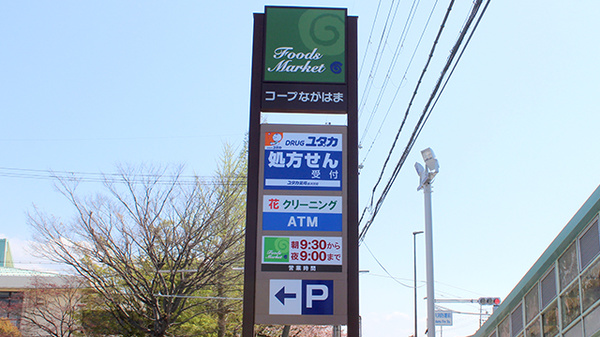 Foods
Market
コープながはま
DRUG ユタカ
処方せん
受付
花 クリーニング
ATM
Foods
Market
朝9:30から
夜9:00まで
営業時間
P